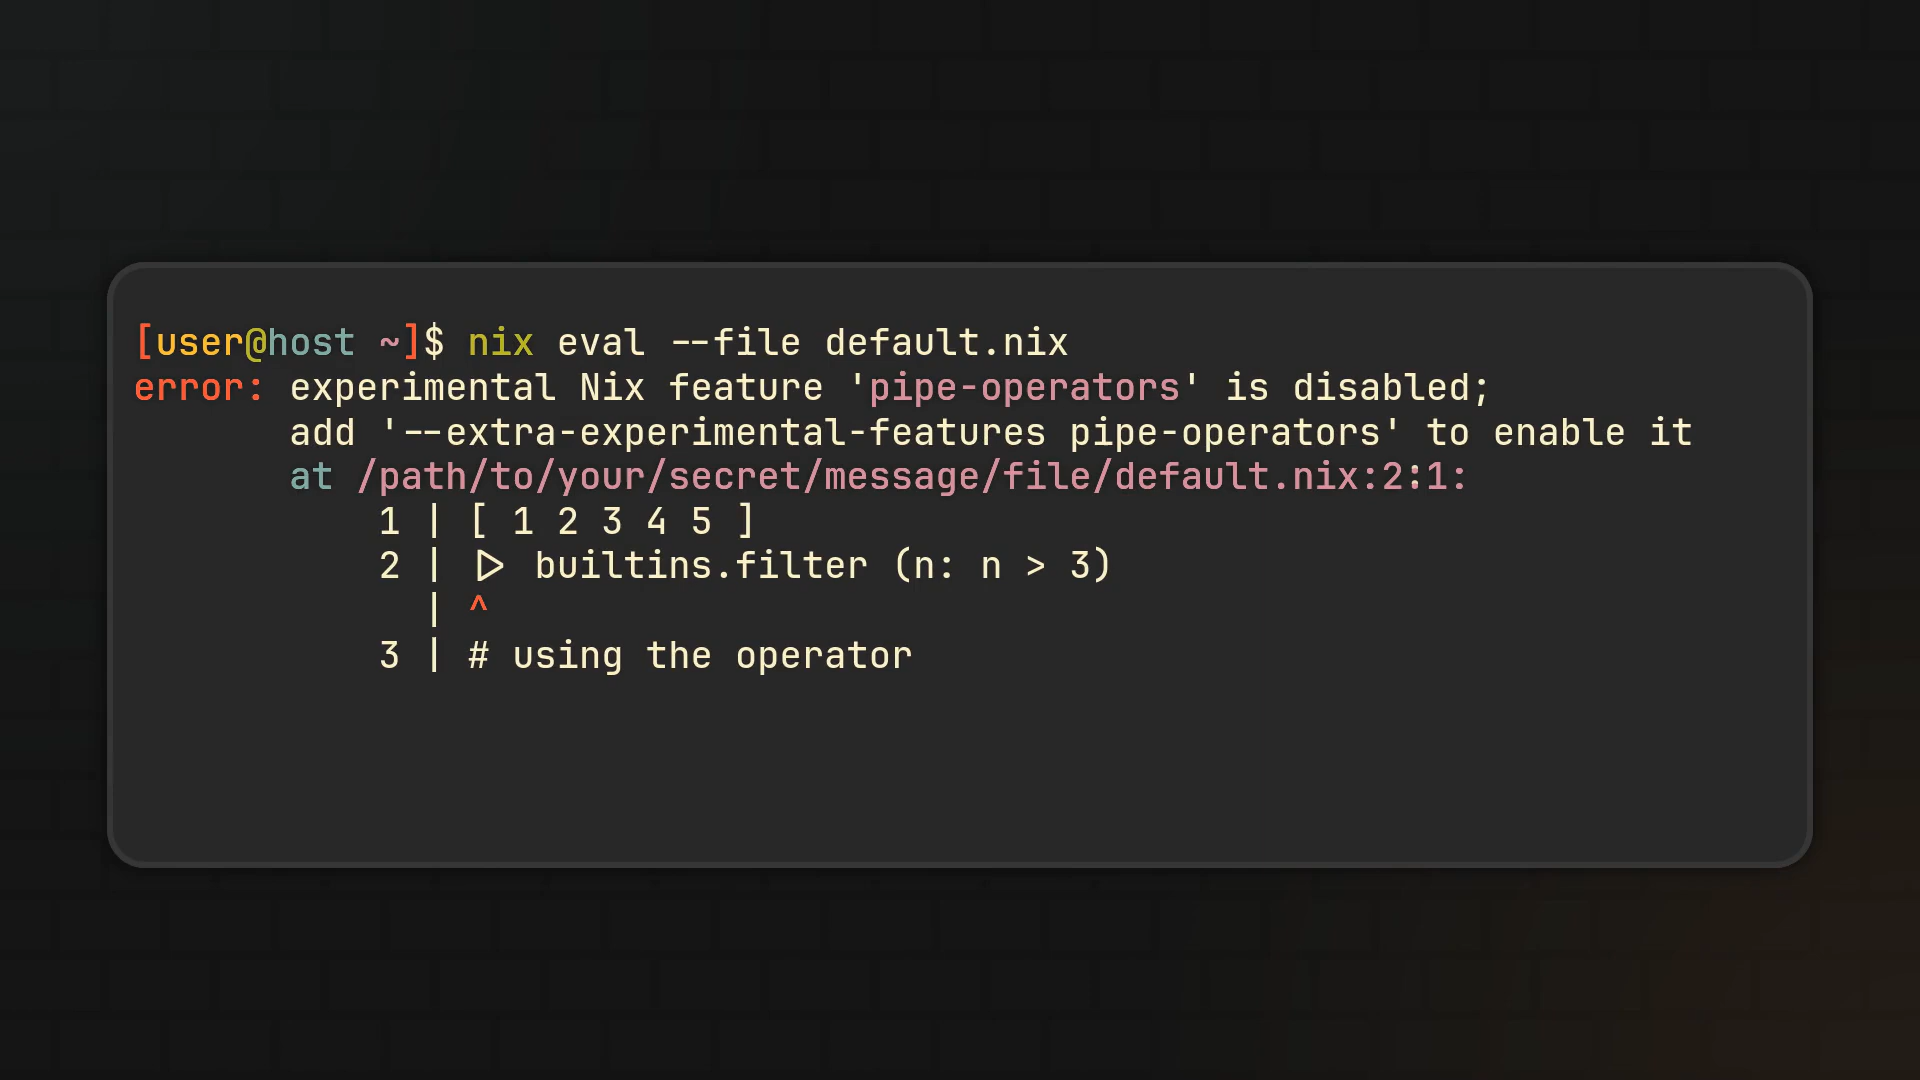 [user@host ~]$ nix eval --file default.nix
error: experimental Nix feature 'pipe-operators' is disabled;
add '--extra-experimental-features pipe-operators' to enable it
at /path/to/your/secret/message/file/default.nix:2:1:
1 | [ 1 2 3 4 5 ]
2 | |> builtins.filter (n: n > 3)
| ^
3 | # using the operator